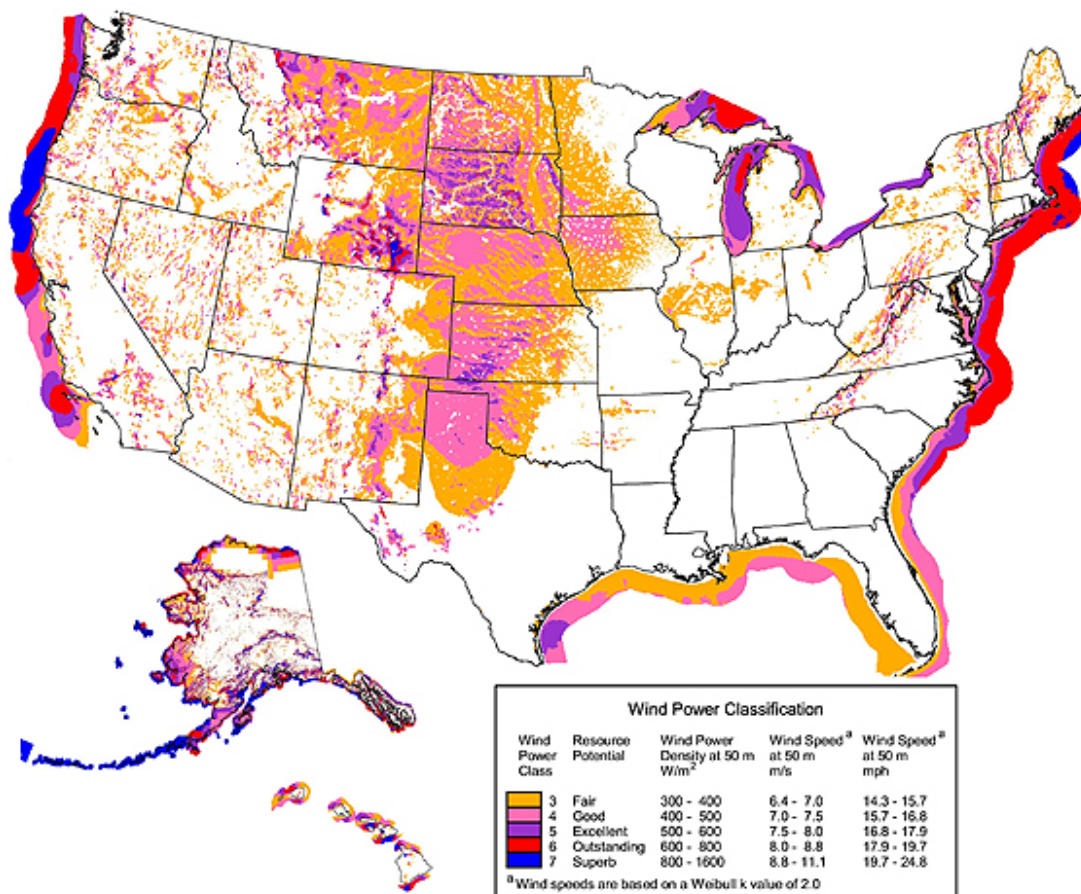 Wind Power Classification
Wind Power Class Resource Potential Wind Power Density at 50 m W/m² Wind Speed ᵃ at 50 m m/s Wind Speed ᵃ at 50 m mph
3 Fair 300 - 400 6.4 - 7.0 14.3 - 15.7
4 Good 400 - 500 7.0 - 7.5 15.7 - 16.8
5 Excellent 500 - 600 7.5 - 8.0 16.8 - 17.9
6 Outstanding 600 - 800 8.0 - 8.8 17.9 - 19.7
7 Superb 800 - 1600 8.8 - 11.1 19.7 - 24.8
ᵃ Wind speeds are based on a Weibull k value of 2.0